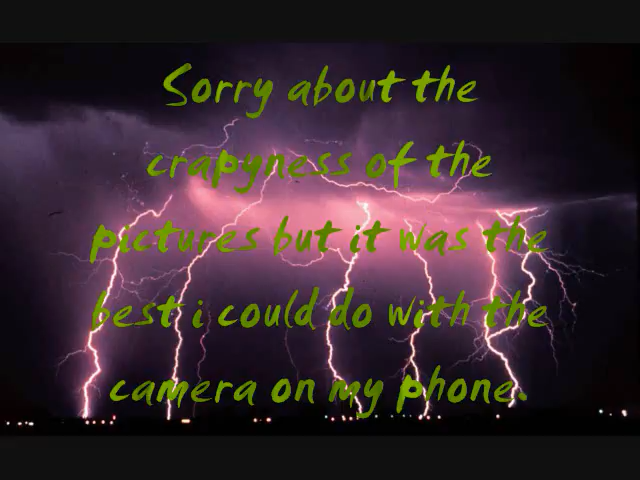 Sorry about the
crapyness of the
pictures but it was the
best i could do with the
camera on my phone.